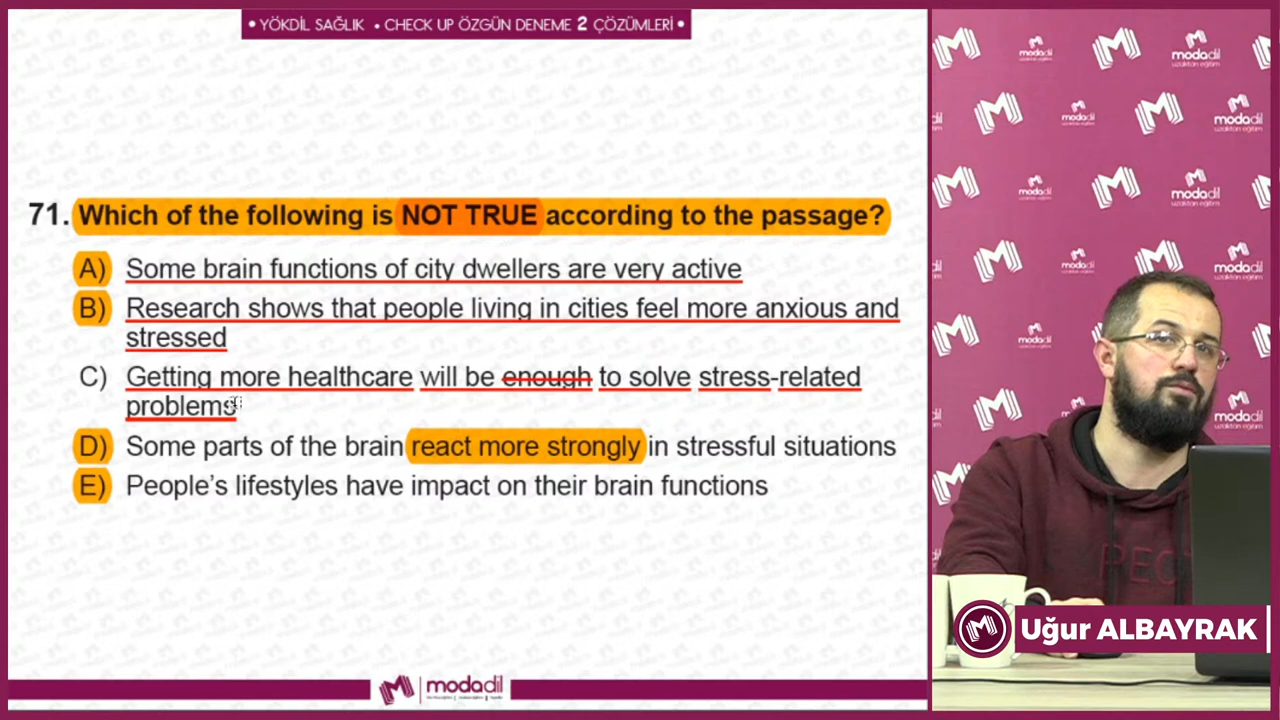 • YÖKDİL SAĞLIK • CHECK UP ÖZGÜN DENEME 2 ÇÖZÜMLERİ •
71. Which of the following is NOT TRUE according to the passage?
A) Some brain functions of city dwellers are very active
B) Research shows that people living in cities feel more anxious and
stressed
C) Getting more healthcare will be enough to solve stress-related
problems
D) Some parts of the brain react more strongly in stressful situations
E) People's lifestyles have impact on their brain functions
modadil
uzaktan eğitim
Uğur ALBAYRAK
modadil